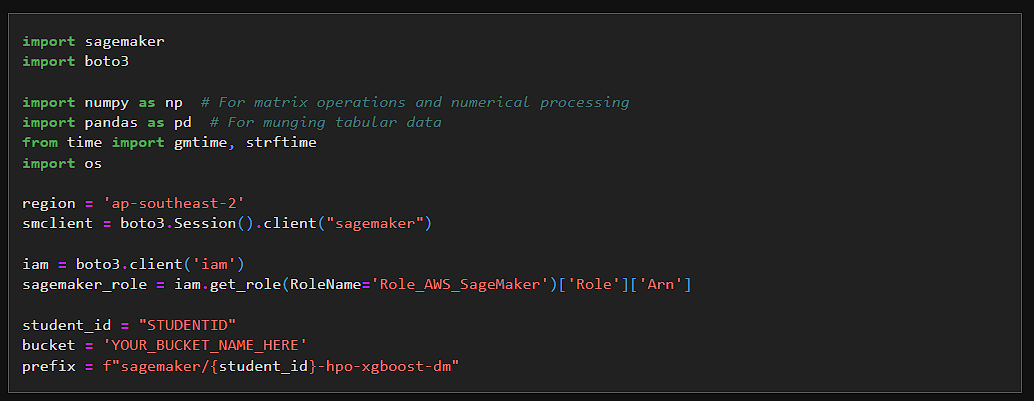 import sagemaker
import boto3
import numpy as np  # For matrix operations and numerical processing
import pandas as pd  # For munging tabular data
from time import gmtime, strftime
import os
region = 'ap-southeast-2'
smclient = boto3.Session().client("sagemaker")
iam = boto3.client('iam')
sagemaker_role = iam.get_role(RoleName='Role_AWS_SageMaker')['Role']['Arn']
student_id = "STUDENTID"
bucket = 'YOUR_BUCKET_NAME_HERE'
prefix = f"sagemaker/{student_id}-hpo-xgboost-dm"